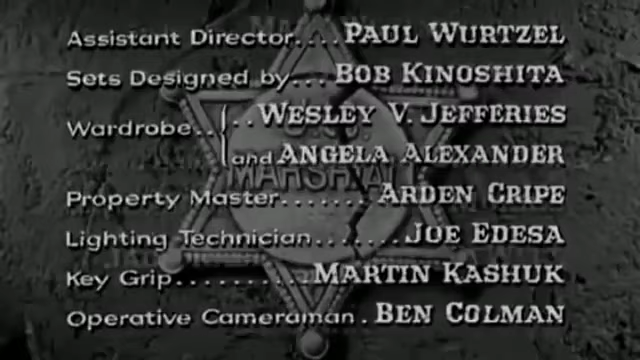 Assistant Director.... PAUL WURTZEL
Sets Designed by... BOB KINOSHITA
Wardrobe.. { .. WESLEY V. JEFFERIES
and ANGELA ALEXANDER
MARSHAL
Property Master....... ARDEN CRIPE
Lighting Technician....... JOE EDESA
Key Grip.......... MARTIN KASHUK
Operative Cameraman . BEN COLMAN